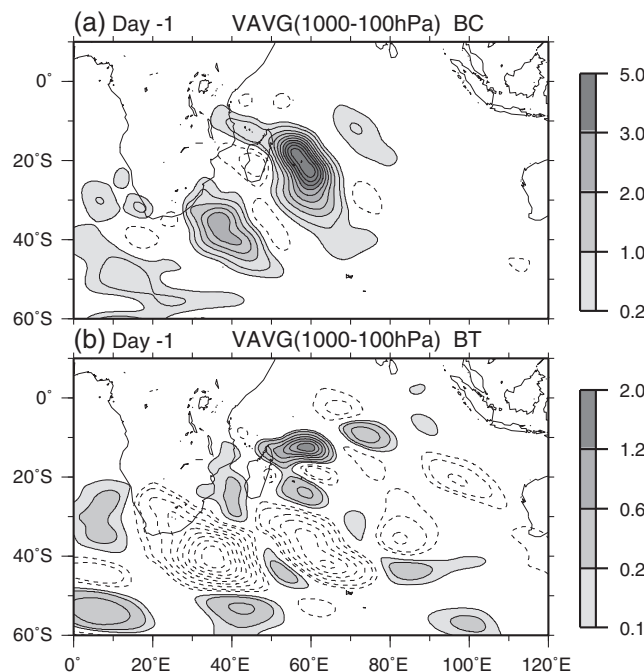 (a) Day -1 VAVG(1000-100hPa) BC
0°
20°S
40°S
60°S
5.0
3.0
2.0
1.0
0.2
(b) Day -1 VAVG(1000-100hPa) BT
0°
20°S
40°S
60°S
0° 20°E 40°E 60°E 80°E 100°E 120°E
2.0
1.2
0.6
0.2
0.1